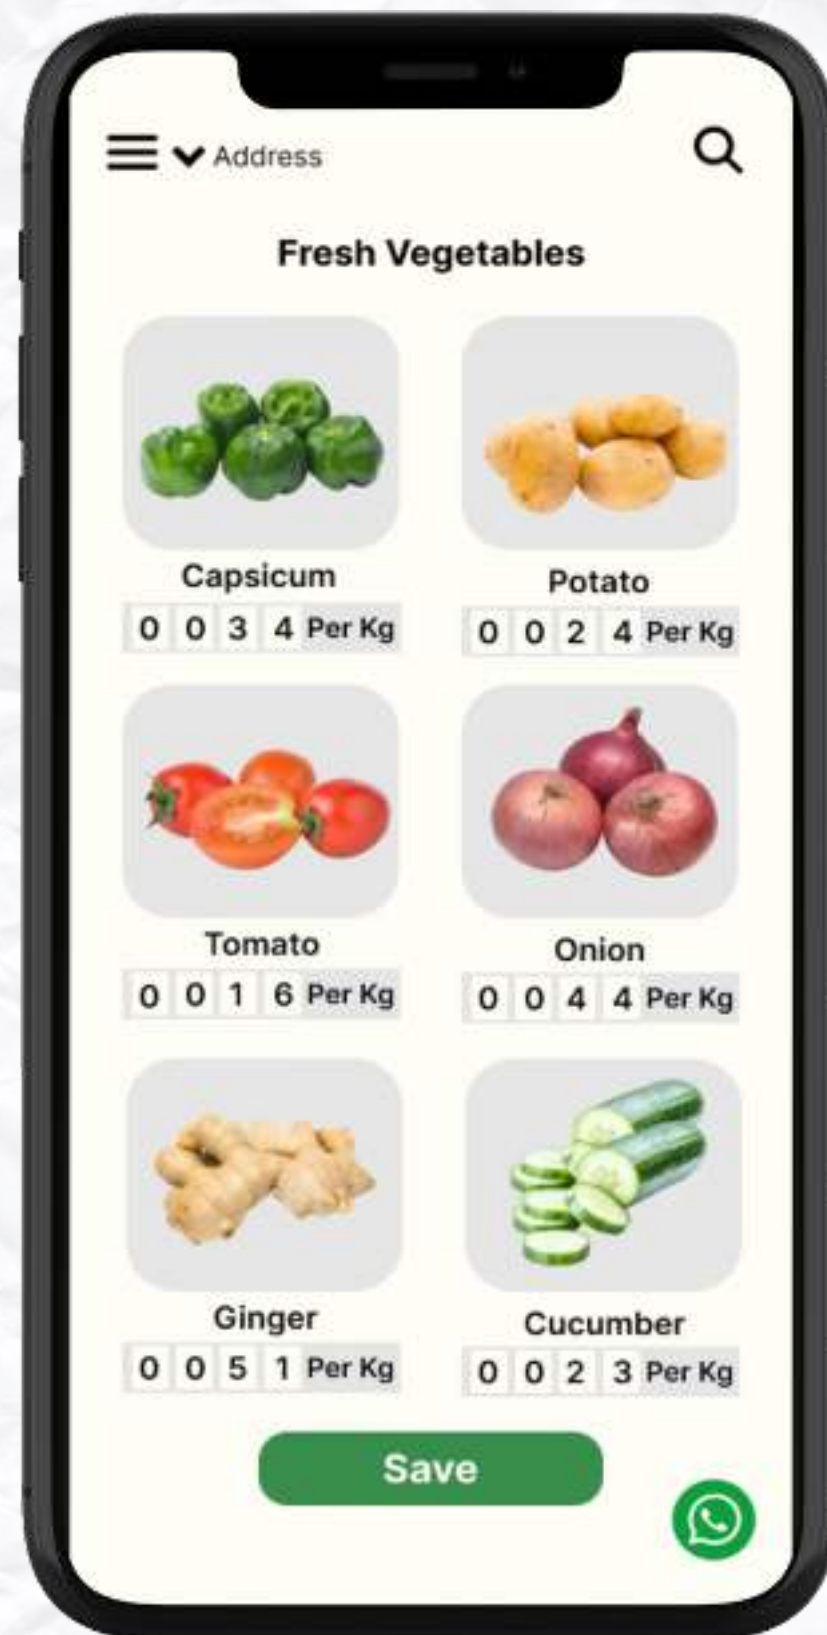 Address
Fresh Vegetables
Capsicum
0 0 3 4 Per Kg
Potato
0 0 2 4 Per Kg
Tomato
0 0 1 6 Per Kg
Onion
0 0 4 4 Per Kg
Ginger
0 0 5 1 Per Kg
Cucumber
0 0 2 3 Per Kg
Save